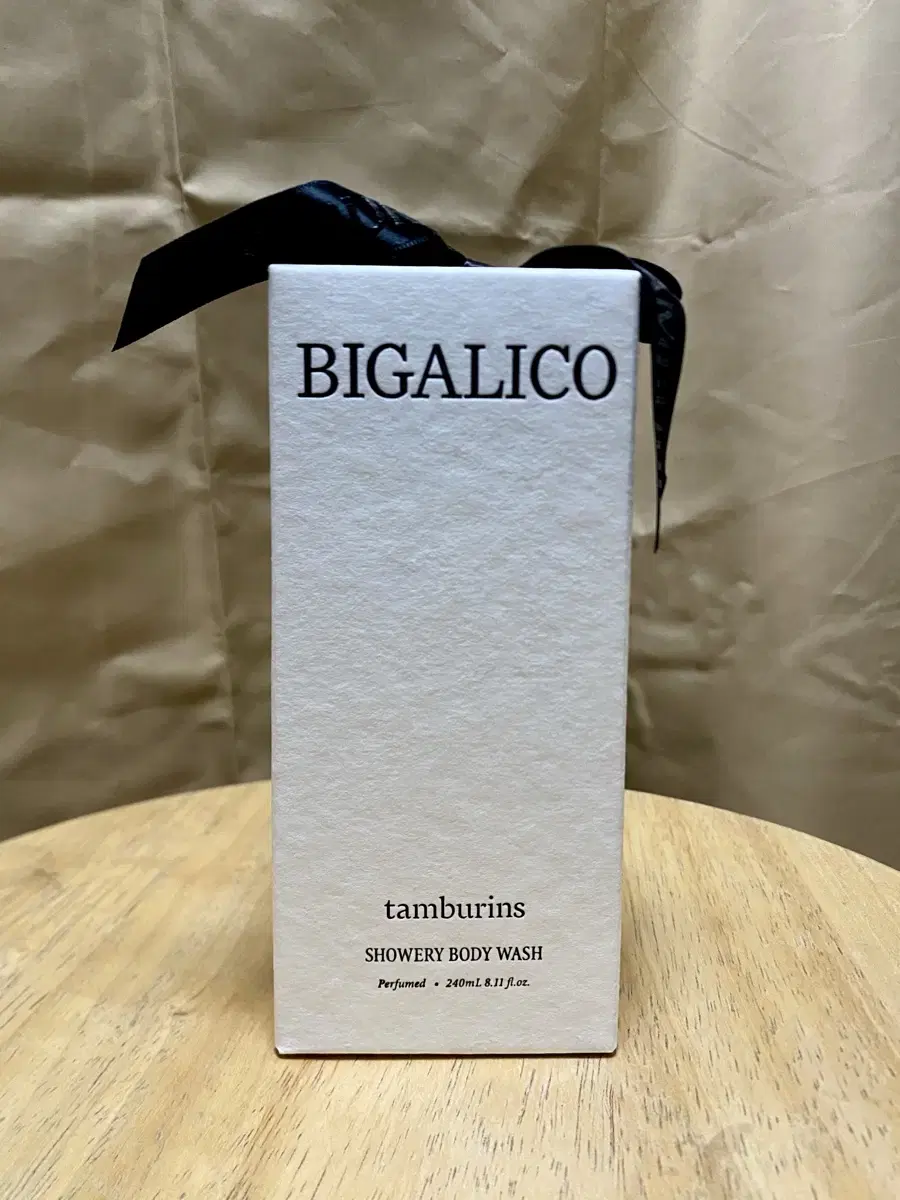 BIGALICO
tamburins
SHOWERY BODY WASH
Perfumed • 240mL 8.11 fl.oz.